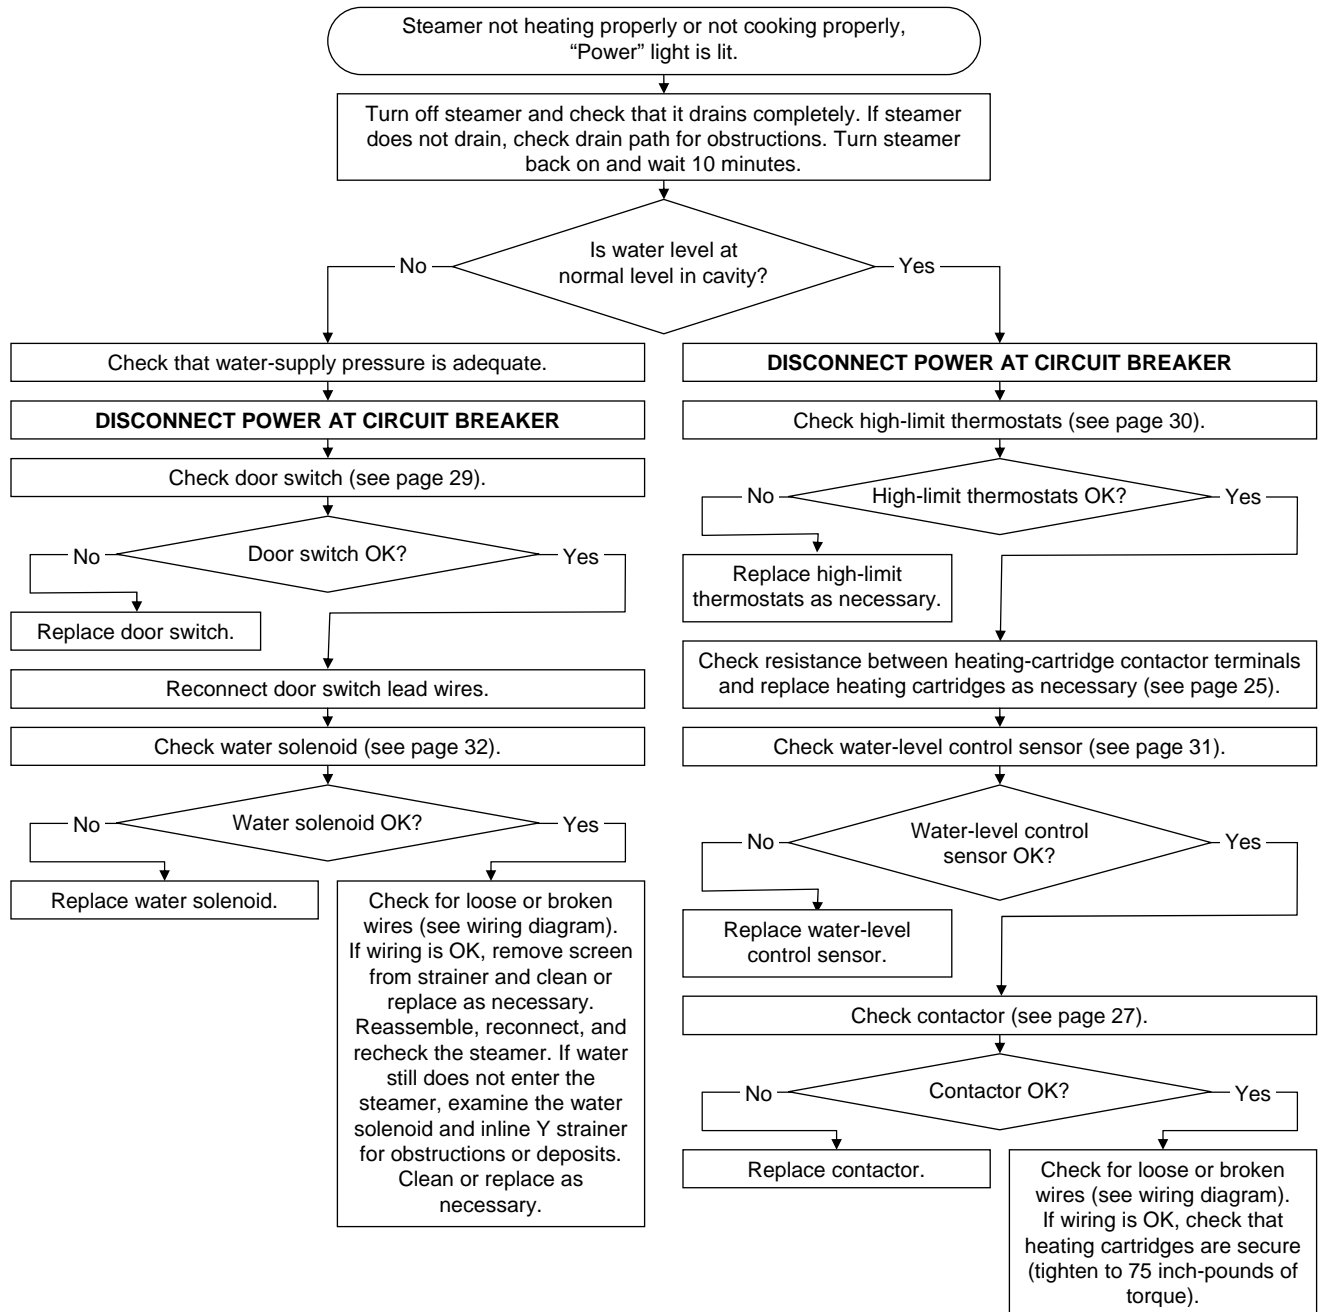 Steamer not heating properly or not cooking properly,
“Power” light is lit.
Turn off steamer and check that it drains completely. If steamer
does not drain, check drain path for obstructions. Turn steamer
back on and wait 10 minutes.
Is water level at
normal level in cavity?
No
Yes
Check that water-supply pressure is adequate.
DISCONNECT POWER AT CIRCUIT BREAKER
Check door switch (see page 29).
Door switch OK?
No
Yes
Replace door switch.
Reconnect door switch lead wires.
Check water solenoid (see page 32).
Water solenoid OK?
No
Yes
Replace water solenoid.
Check for loose or broken
wires (see wiring diagram).
If wiring is OK, remove screen
from strainer and clean or
replace as necessary.
Reassemble, reconnect, and
recheck the steamer. If water
still does not enter the
steamer, examine the water
solenoid and inline Y strainer
for obstructions or deposits.
Clean or replace as
necessary.
DISCONNECT POWER AT CIRCUIT BREAKER
Check high-limit thermostats (see page 30).
High-limit thermostats OK?
No
Yes
Replace high-limit
thermostats as necessary.
Check resistance between heating-cartridge contactor terminals
and replace heating cartridges as necessary (see page 25).
Check water-level control sensor (see page 31).
Water-level control
sensor OK?
No
Yes
Replace water-level
control sensor.
Check contactor (see page 27).
Contactor OK?
No
Yes
Replace contactor.
Check for loose or broken
wires (see wiring diagram).
If wiring is OK, check that
heating cartridges are secure
(tighten to 75 inch-pounds of
torque).